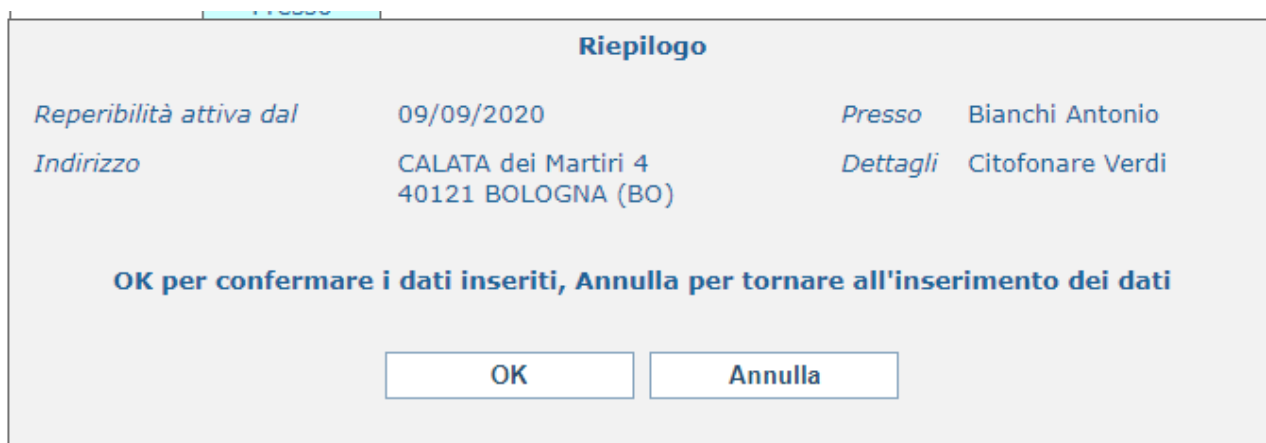 Riepilogo
Reperibilità attiva dal 09/09/2020 Presso Bianchi Antonio
Indirizzo CALATA dei Martiri 4 Dettagli Citofonare Verdi
40121 BOLOGNA (BO)
OK per confermare i dati inseriti, Annulla per tornare all'inserimento dei dati
OK Annulla